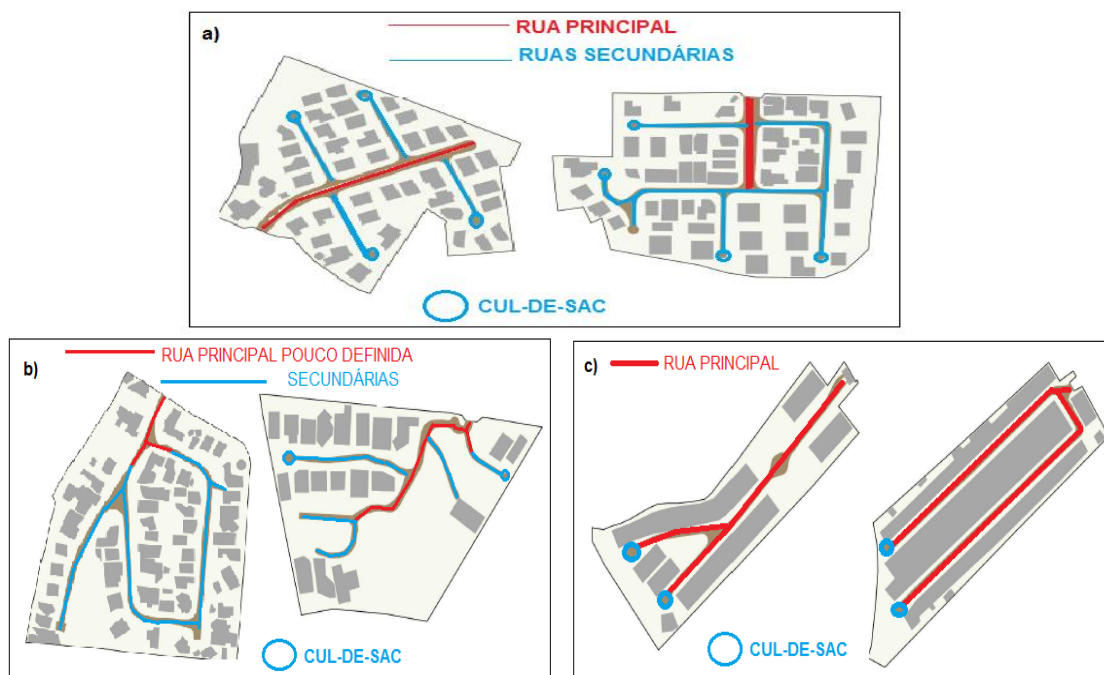 a)
RUA PRINCIPAL
RUAS SECUNDÁRIAS
CUL-DE-SAC
b)
RUA PRINCIPAL POUCO DEFINIDA
SECUNDÁRIAS
CUL-DE-SAC
c)
RUA PRINCIPAL
CUL-DE-SAC